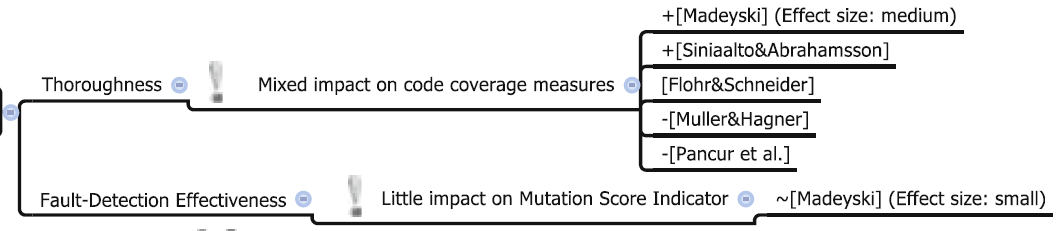 +[Madeyski] (Effect size: medium)
+[Siniaalto&Abrahamsson]
Thoroughness
Mixed impact on code coverage measures
[Flohr&Schneider]
-[Muller&Hagner]
-[Pancur et al.]
Fault-Detection Effectiveness
Little impact on Mutation Score Indicator
~[Madeyski] (Effect size: small)